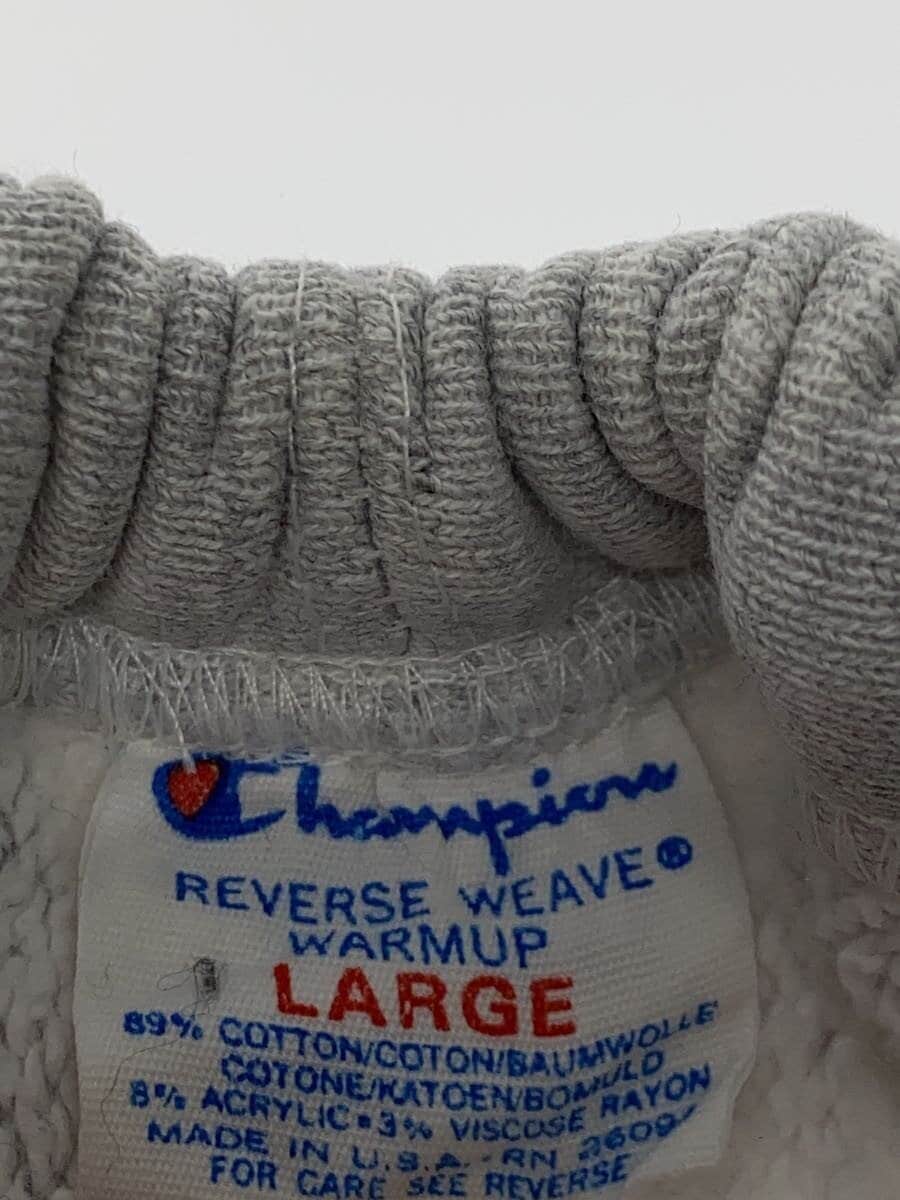 Champion
REVERSE WEAVE®
WARMUP
LARGE
89% COTTON/COTON/BAUMWOLLE
COTONE/KATOEN/BOMULD
8% ACRYLIC•3% VISCOSE RAYON
MADE IN U.S.A.-RN 26094
FOR CARE SEE REVERSE